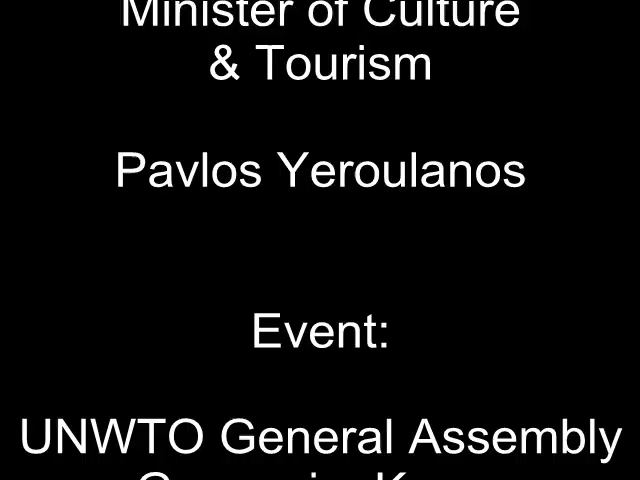 Minister of Culture
& Tourism
Pavlos Yeroulanos
Event:
UNWTO General Assembly